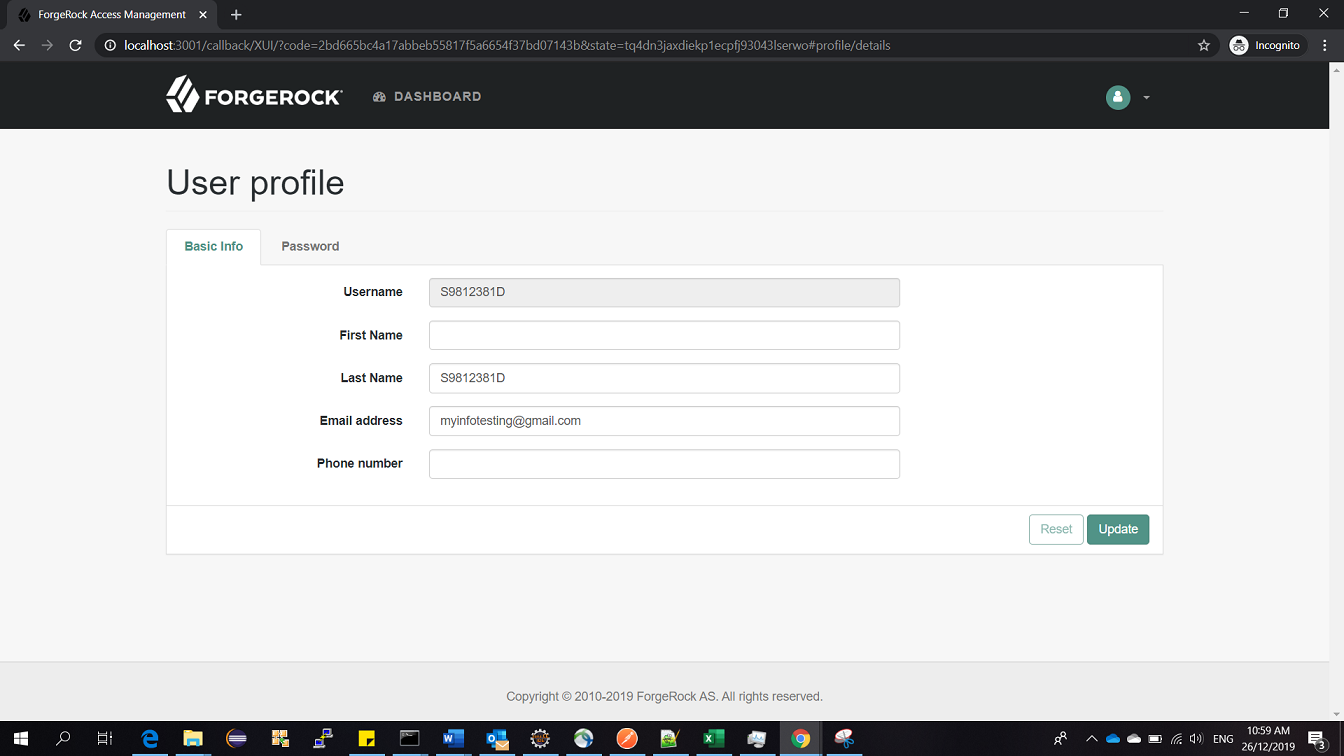 ForgeRock Access Management
localhost:3001/callback/XUI/?code=2bd665bc4a17abbeb55817f5a6654f37bd07143b&state=tq4dn3jaxdiekp1ecpfj93043lserwo#profile/details
Incognito
FORGEROCK DASHBOARD
User profile
Basic Info Password
Username S9812381D
First Name
Last Name S9812381D
Email address myinfotesting@gmail.com
Phone number
Reset Update
Copyright © 2010-2019 ForgeRock AS. All rights reserved.
ENG
10:59 AM
26/12/2019
3